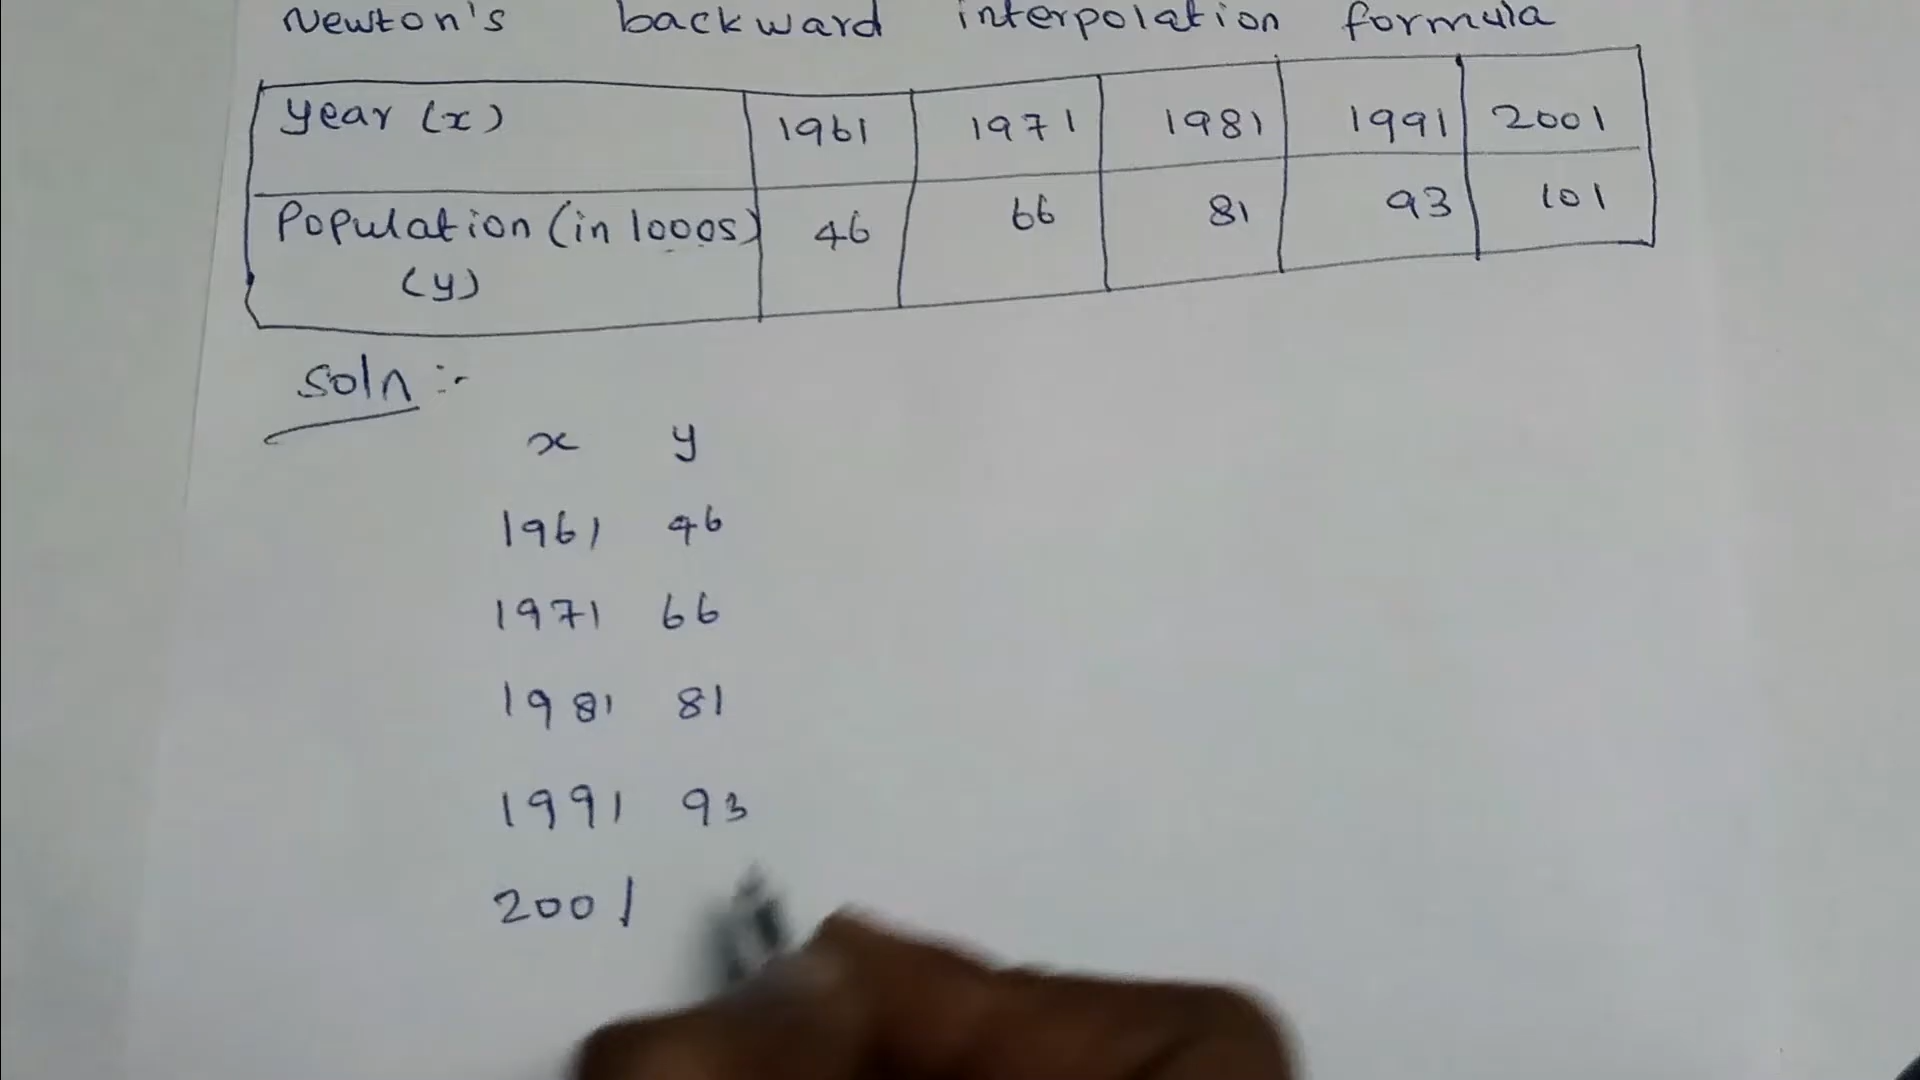 Newton's backward interpolation formula
Year (x) 1961 1971 1981 1991 2001
Population (in 1000s) 46 66 81 93 101
(y)
Soln :-
x y
1961 46
1971 66
1981 81
1991 93
2001